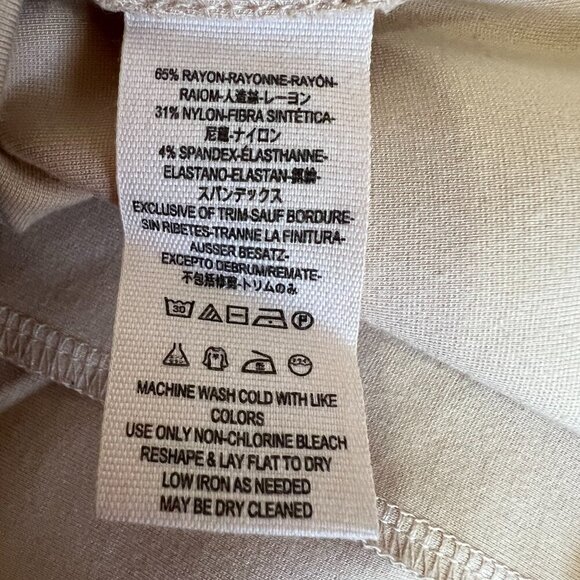 65% RAYON-RAYONNE-RAYÓN-
RAIOM-人造絲-レーヨン
31% NYLON-FIBRA SINTÉTICA-
尼龍-ナイロン
4% SPANDEX-ÉLASTHANNE-
ELASTANO-ELASTAN-
スパンデックス
EXCLUSIVE OF TRIM-SAUF BORDURE-
SIN RIBETES-TRANNE LA FINITURA-
AUSSER BESATZ-
EXCEPTO DEBRUM/REMATE-
不包括修剪-トリムのみ
30
P
MACHINE WASH COLD WITH LIKE
COLORS
USE ONLY NON-CHLORINE BLEACH
RESHAPE & LAY FLAT TO DRY
LOW IRON AS NEEDED
MAY BE DRY CLEANED